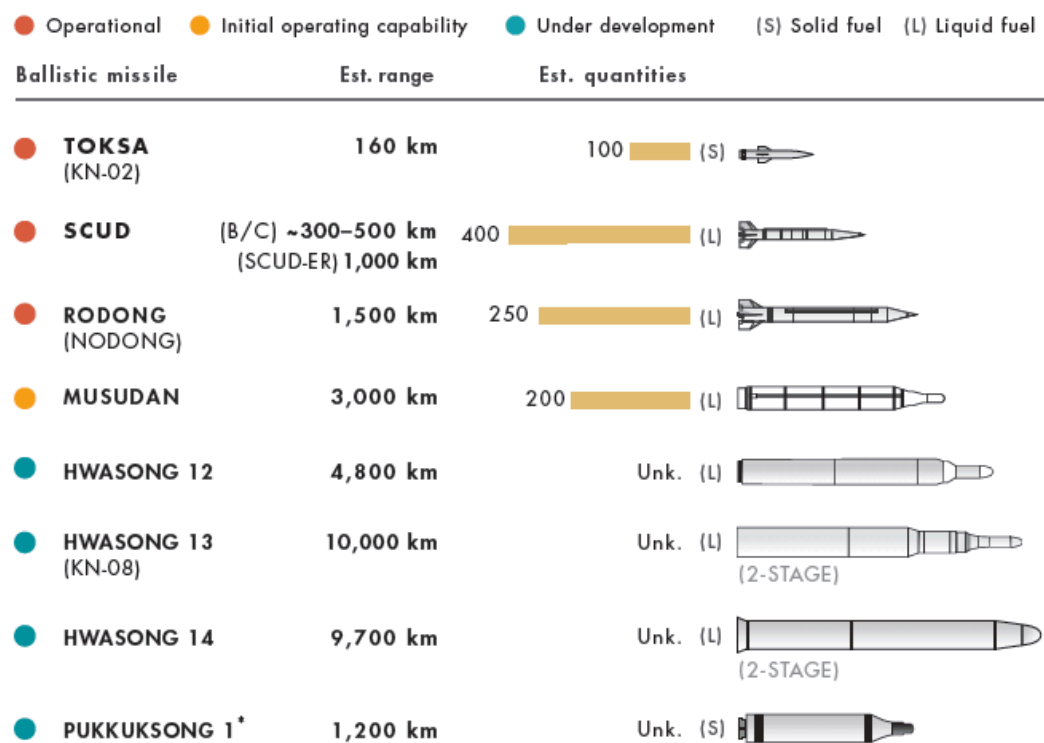 Operational Initial operating capability Under development (S) Solid fuel (L) Liquid fuel
Ballistic missile Est. range Est. quantities
TOKSA 160 km 100 (S)
(KN-02)
SCUD (B/C) ~300–500 km 400 (L)
(SCUD-ER) 1,000 km
RODONG 1,500 km 250 (L)
(NODONG)
MUSUDAN 3,000 km 200 (L)
HWASONG 12 4,800 km Unk. (L)
HWASONG 13 10,000 km Unk. (L)
(KN-08) (2-STAGE)
HWASONG 14 9,700 km Unk. (L)
(2-STAGE)
PUKKUKSONG 1* 1,200 km Unk. (S)